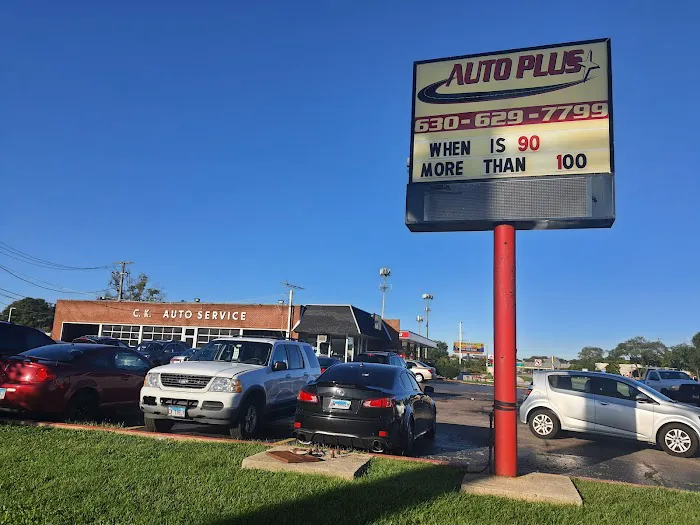 AUTO PLUS
630-629-7799
WHEN IS 90
MORE THAN 100
C.K. AUTO SERVICE